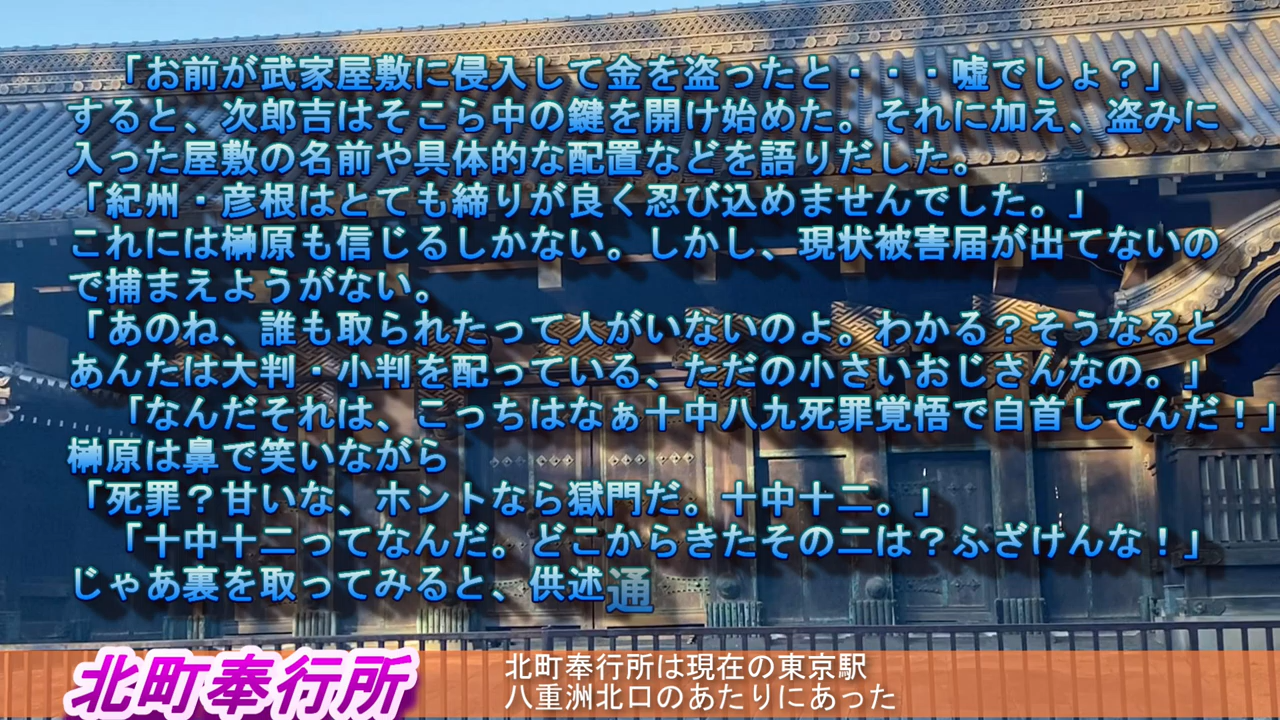 「お前が武家屋敷に侵入して金を盗ったと・・・嘘でしょ？」
すると、次郎吉はそこら中の鍵を開け始めた。それに加え、盗みに
入った屋敷の名前や具体的な配置などを語りだした。
「紀州・彦根はとても締りが良く忍び込めませんでした。」
これには榊原も信じるしかない。しかし、現状被害届が出てないの
で捕まえようがない。
「あのね、誰も取られたって人がいないのよ。わかる？そうなると
あんたは大判・小判を配っている、ただの小さいおじさんなの。」
「なんだそれは、こっちはなぁ十中八九死罪覚悟で自首してんだ！」
榊原は鼻で笑いながら
「死罪？甘いな、ホントなら獄門だ。十中十二。」
「十中十二ってなんだ。どこからきたその二は？ふざけんな！」
じゃあ裏を取ってみると、供述通
北町奉行所
北町奉行所は現在の東京駅
八重洲北口のあたりにあった